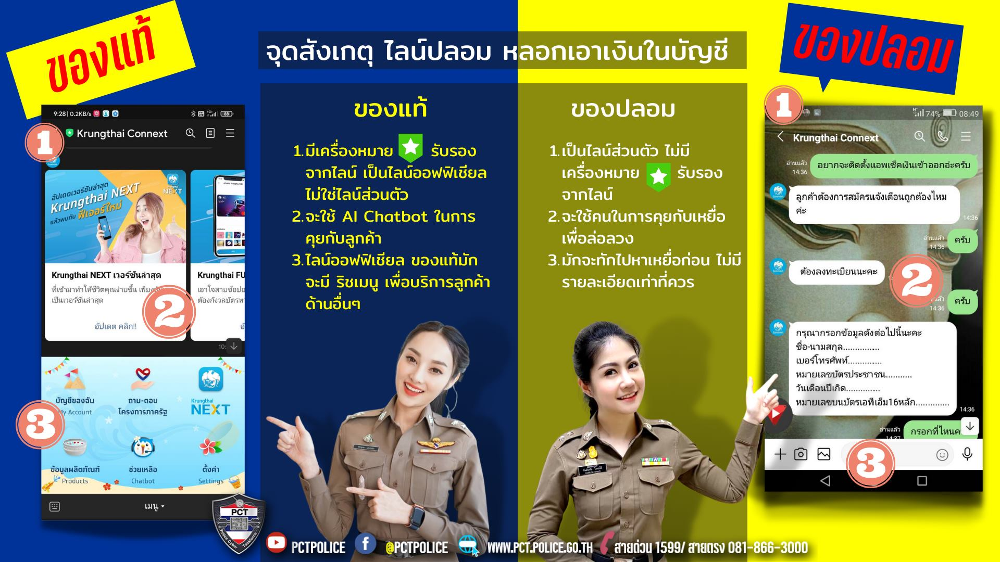 ของแท้
จุดสังเกตุ ไลน์ปลอม หลอกเอาเงินในบัญชี
ของปลอม
9:28 | 0.2KB/s
4G+
88
1
Krungthai Connext
อัปเดตเวอร์ชันล่าสุด
Krungthai NEXT
แล้วพบกับ ฟีเจอร์ใหม่
Krungthai
NEXT
Krungthai NEXT เวอร์ชันล่าสุด
ที่เข้ามาทำให้ชีวิตคุณง่ายขึ้น
เป็นเวอร์ชันล่าสุด
อัปเดต คลิก!!
Krungthai FU
เอาใจสายช้อปอ
ต้องกังวลบัตรหา
2
10:
บัญชีของฉัน
My Account
ถาม-ตอบ
โครงการภาครัฐ
Krungthai
NEXT
3
ข้อมูลผลิตภัณฑ์
Products
ช่วยเหลือ
Chatbot
ตั้งค่า
Settings
เมนู
ของแท้
1. มีเครื่องหมาย รับรอง
จากไลน์ เป็นไลน์ออฟฟิเชียล
ไม่ใช่ไลน์ส่วนตัว
2. จะใช้ AI Chatbot ในการ
คุยกับลูกค้า
3. ไลน์ออฟฟิเชียล ของแท้มัก
จะมี ริชเมนู เพื่อบริการลูกค้า
ด้านอื่นๆ
ของปลอม
1. เป็นไลน์ส่วนตัว ไม่มี
เครื่องหมาย รับรอง
จากไลน์
2. จะใช้คนในการคุยกับเหยื่อ
เพื่อล่อลวง
3. มักจะทักไปหาเหยื่อก่อน ไม่มี
รายละเอียดเท่าที่ควร
1
74% 08:49
Krungthai Connext
อ่านแล้ว
14:36
อยากจะติดตั้งแอพเช็คเงินเข้าออกอ่ะครับ
ลูกค้าต้องการสมัครแจ้งเตือนถูกต้องไหม
ค่ะ
14:36
อ่านแล้ว
14:36
ครับ
ต้องลงทะเบียนนะคะ
2
14:36
ครับ
กรุณากรอกข้อมูลดังต่อไปนี้นะคะ
ชื่อ-นามสกุล...............
เบอร์โทรศัพท์..............
หมายเลขบัตรประชาชน...........
วันเดือนปีเกิด..............
หมายเลขบนบัตรเอทีเอ็ม16หลัก..............
14:36
อ่านแล้ว
14:37
กรอกที่ไหนค
3
PCT
Police Cyber Taskforce
PCTPOLICE
@PCTPOLICE
WWW.PCT.POLICE.GO.TH
สายด่วน 1599/ สายตรง 081-866-3000